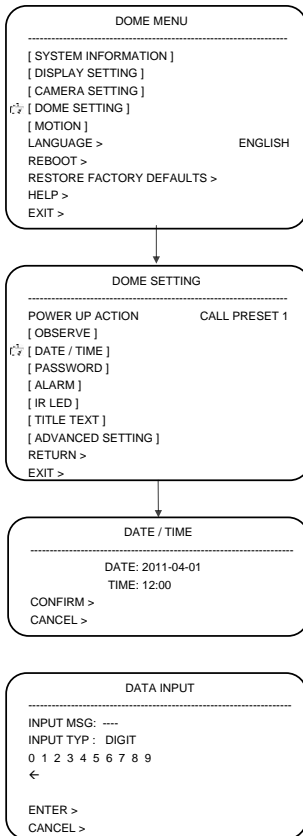 DOME MENU
[ SYSTEM INFORMATION ]
[ DISPLAY SETTING ]
[ CAMERA SETTING ]
[ DOME SETTING ]
[ MOTION ]
LANGUAGE > ENGLISH
REBOOT >
RESTORE FACTORY DEFAULTS >
HELP >
EXIT >
DOME SETTING
POWER UP ACTION CALL PRESET 1
[ OBSERVE ]
[ DATE / TIME ]
[ PASSWORD ]
[ ALARM ]
[ IR LED ]
[ TITLE TEXT ]
[ ADVANCED SETTING ]
RETURN >
EXIT >
DATE / TIME
DATE: 2011-04-01
TIME: 12:00
CONFIRM >
CANCEL >
DATA INPUT
INPUT MSG: ----
INPUT TYP : DIGIT
0 1 2 3 4 5 6 7 8 9
←
ENTER >
CANCEL >